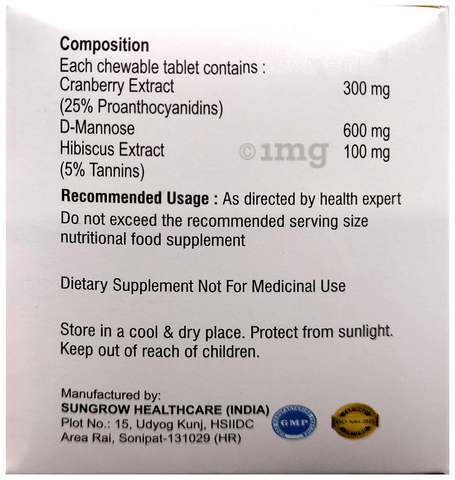 Composition
Each chewable tablet contains :
Cranberry Extract 300 mg
(25% Proanthocyanidins)
D-Mannose 600 mg
Hibiscus Extract 100 mg
(5% Tannins)
©1mg
Recommended Usage : As directed by health expert
Do not exceed the recommended serving size
nutritional food supplement
Dietary Supplement Not For Medicinal Use
Store in a cool & dry place. Protect from sunlight.
Keep out of reach of children.
Manufactured by:
SUNGROW HEALTHCARE (INDIA)
Plot No.: 15, Udyog Kunj, HSIIDC
Area Rai, Sonipat-131029 (HR)
GMP